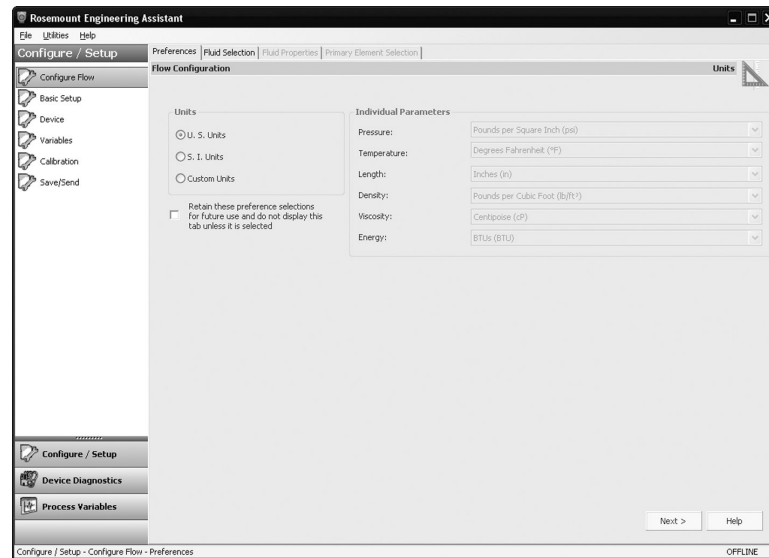 Rosemount Engineering Assistant
File Utilities Help
Configure / Setup
Preferences Fluid Selection Fluid Properties Primary Element Selection
Flow Configuration Units
Configure Flow
Basic Setup
Device
Variables
Calibration
Save/Send
Units
U. S. Units
S. I. Units
Custom Units
Retain these preference selections
for future use and do not display this
tab unless it is selected
Individual Parameters
Pressure: Pounds per Square Inch (psi)
Temperature: Degrees Fahrenheit (°F)
Length: Inches (in)
Density: Pounds per Cubic Foot (lb/ft³)
Viscosity: Centipoise (cP)
Energy: BTUs (BTU)
Configure / Setup
Device Diagnostics
Process Variables
Next > Help
Configure / Setup - Configure Flow - Preferences OFFLINE